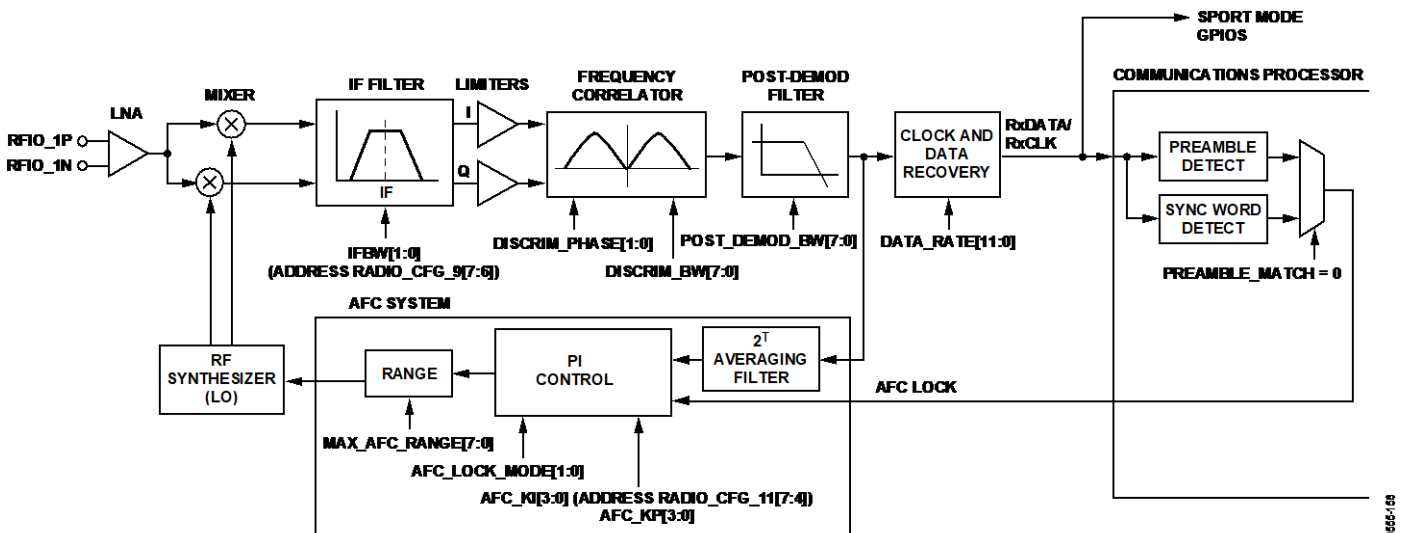 SPORT MODE
GPIOS
COMMUNICATIONS PROCESSOR
LNA
MIXER
IF FILTER
LIMITERS
FREQUENCY
CORRELATOR
POST-DEMOD
FILTER
RFIO_1P
RFIO_1N
I
Q
IF
CLOCK AND
DATA
RECOVERY
RxDATA/
RxCLK
PREAMBLE
DETECT
SYNC WORD
DETECT
IFBW[1:0]
(ADDRESS RADIO_CFG_9[7:6])
DISCRIM_PHASE[1:0]
DISCRIM_BW[7:0]
POST_DEMOD_BW[7:0]
DATA_RATE[11:0]
PREAMBLE_MATCH = 0
AFC SYSTEM
RF
SYNTHESIZER
(LO)
RANGE
PI
CONTROL
2T
AVERAGING
FILTER
AFC LOCK
MAX_AFC_RANGE[7:0]
AFC_LOCK_MODE[1:0]
AFC_KI[3:0] (ADDRESS RADIO_CFG_11[7:4])
AFC_KP[3:0]